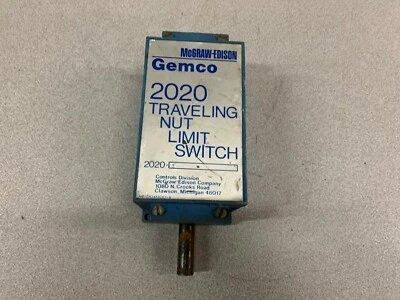 McGRAW-EDISON
Gemco
2020
TRAVELING
NUT
LIMIT
SWITCH
2020-
Controls Division
McGraw-Edison Company
1080 N. Crooks Road
Clawson, Michigan 48017